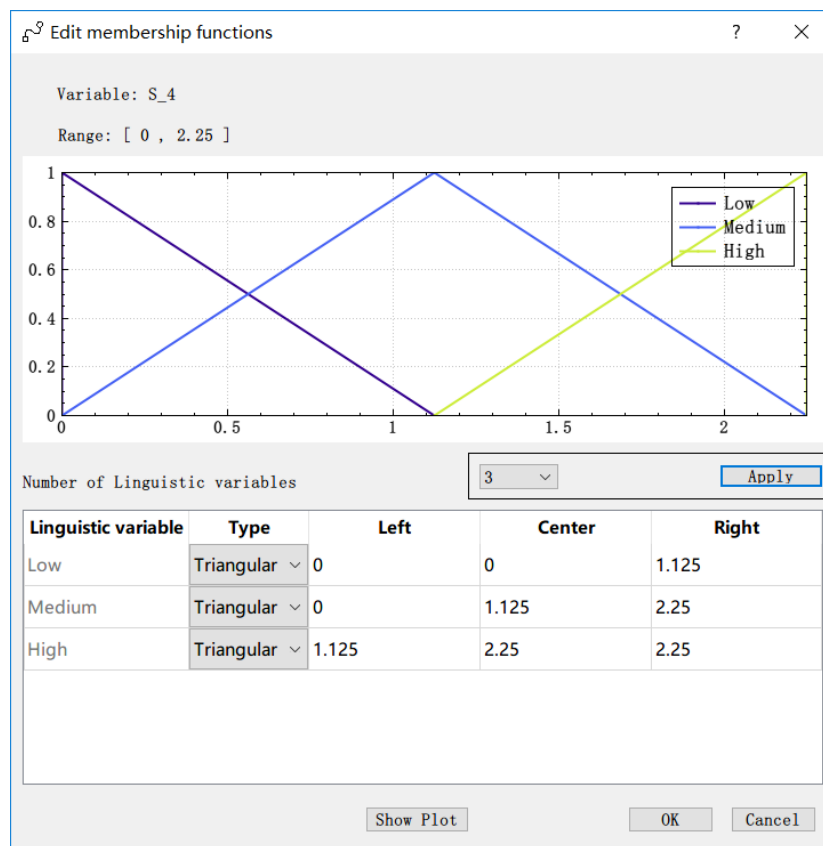 Edit membership functions ?
Variable: S_4
Range: [ 0 , 2.25 ]
1
0.8
0.6
0.4
0.2
0
0 0.5 1 1.5 2
Low
Medium
High
Number of Linguistic variables 3 Apply
Linguistic variable Type Left Center Right
Low Triangular 0 0 1.125
Medium Triangular 0 1.125 2.25
High Triangular 1.125 2.25 2.25
Show Plot OK Cancel